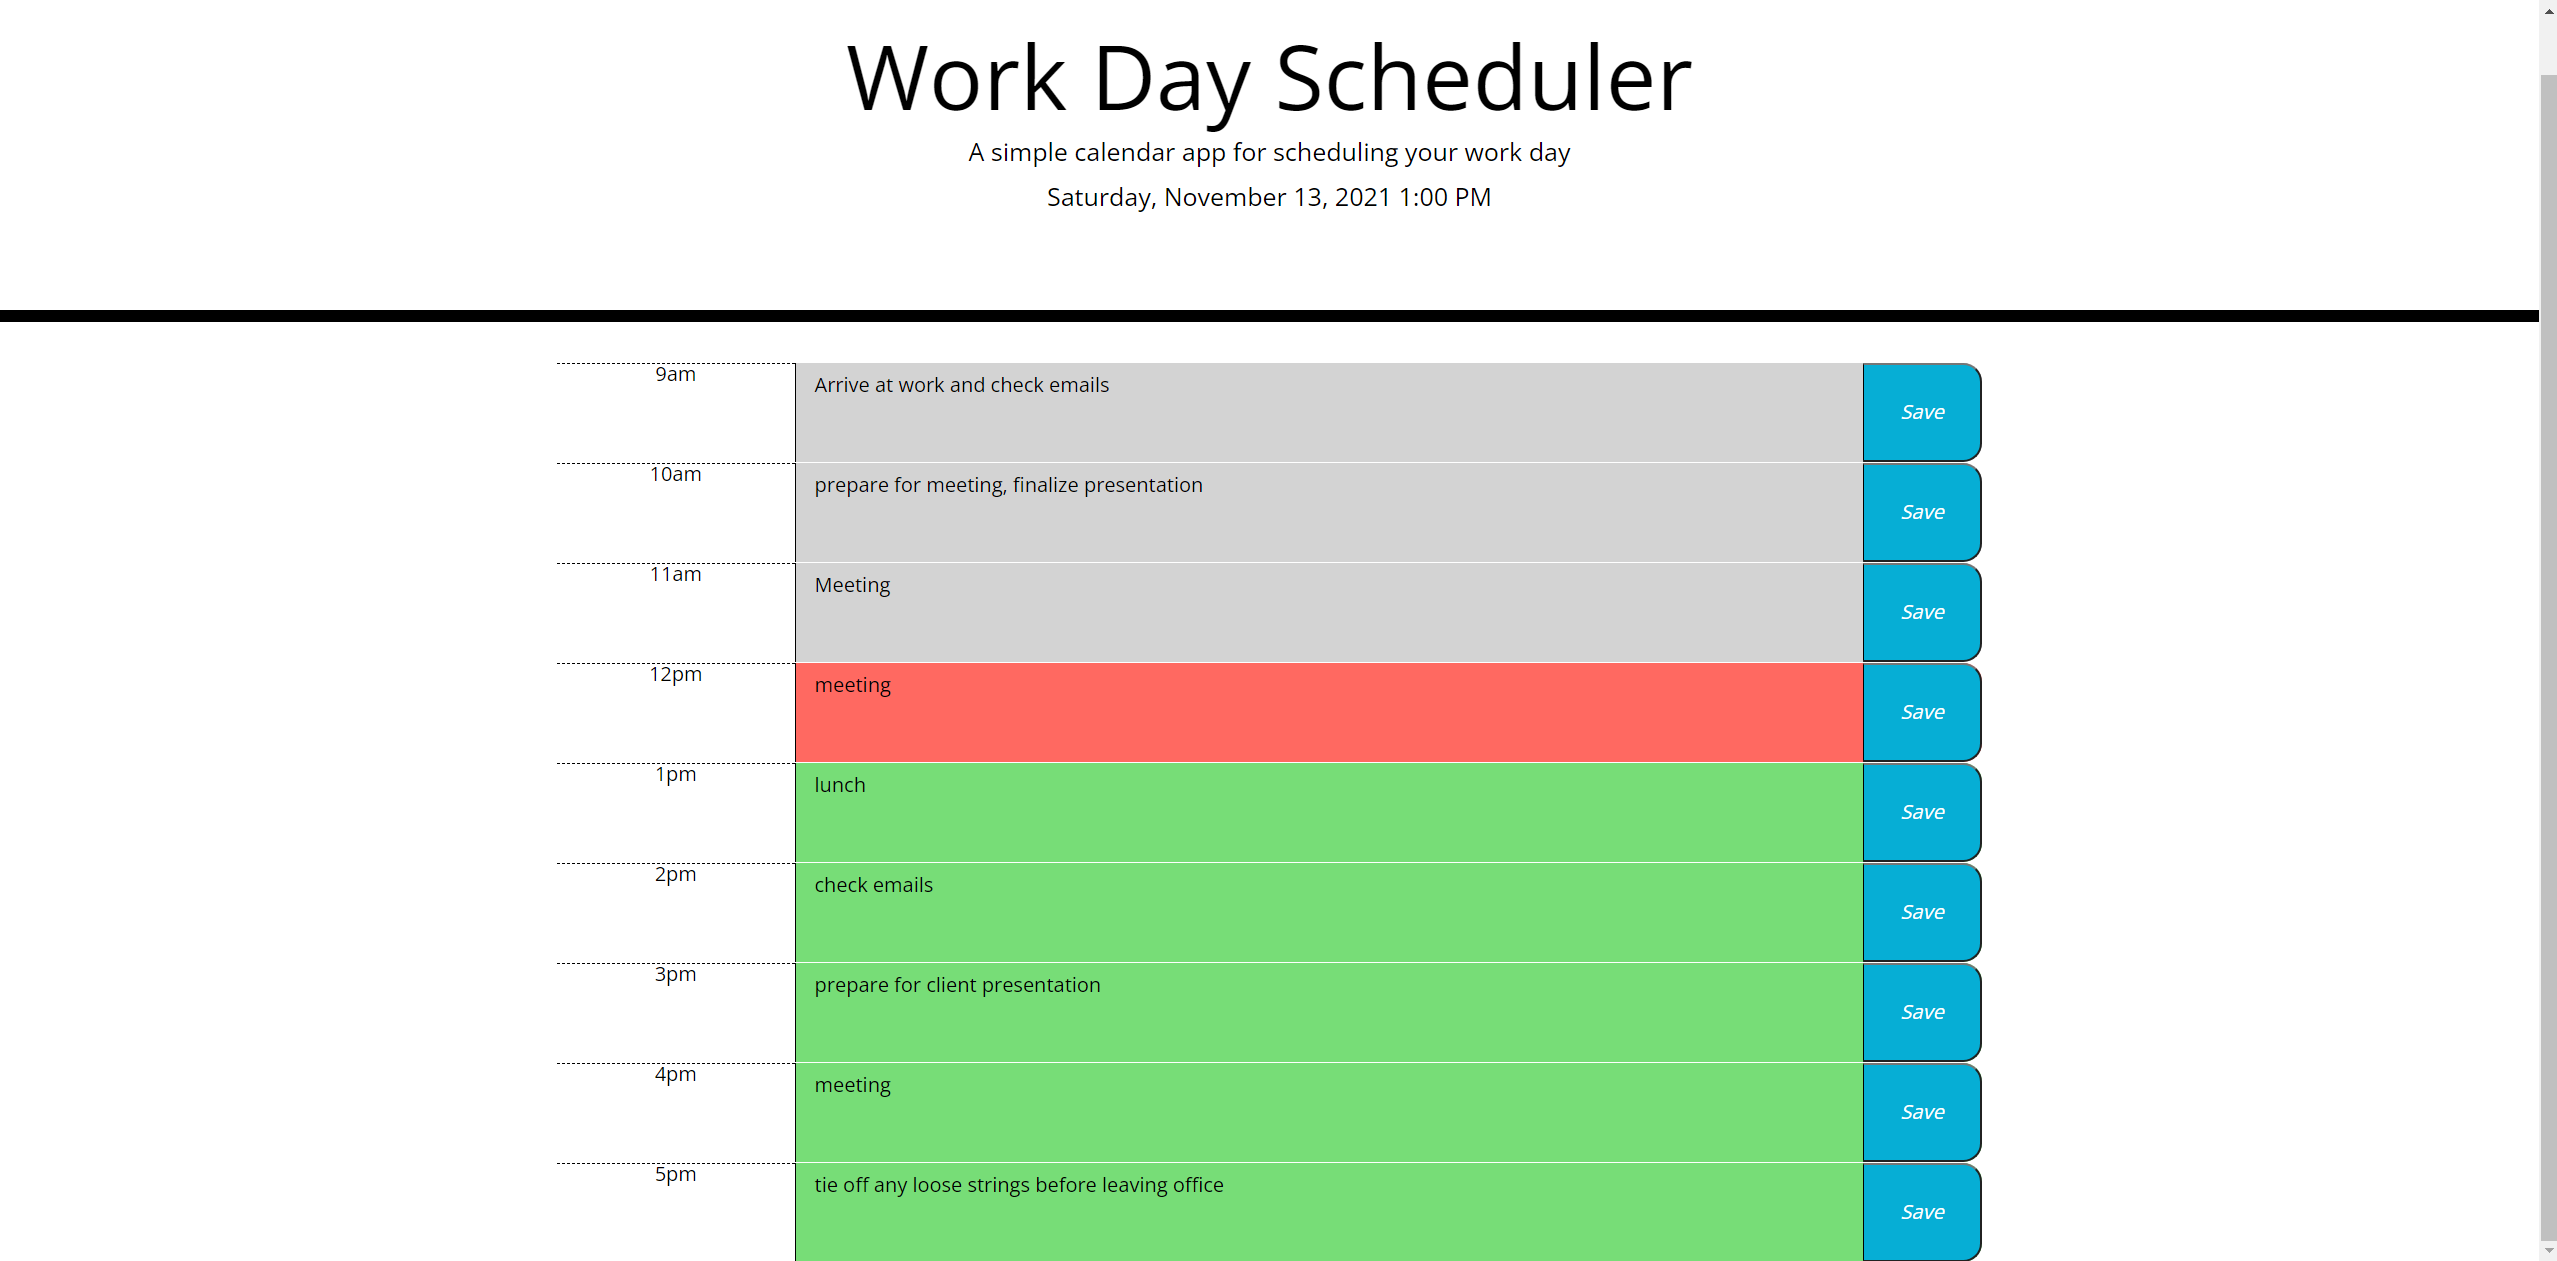 Work Day Scheduler
A simple calendar app for scheduling your work day
Saturday, November 13, 2021 1:00 PM
9am Arrive at work and check emails Save
10am prepare for meeting, finalize presentation Save
11am Meeting Save
12pm meeting Save
1pm lunch Save
2pm check emails Save
3pm prepare for client presentation Save
4pm meeting Save
5pm tie off any loose strings before leaving office Save